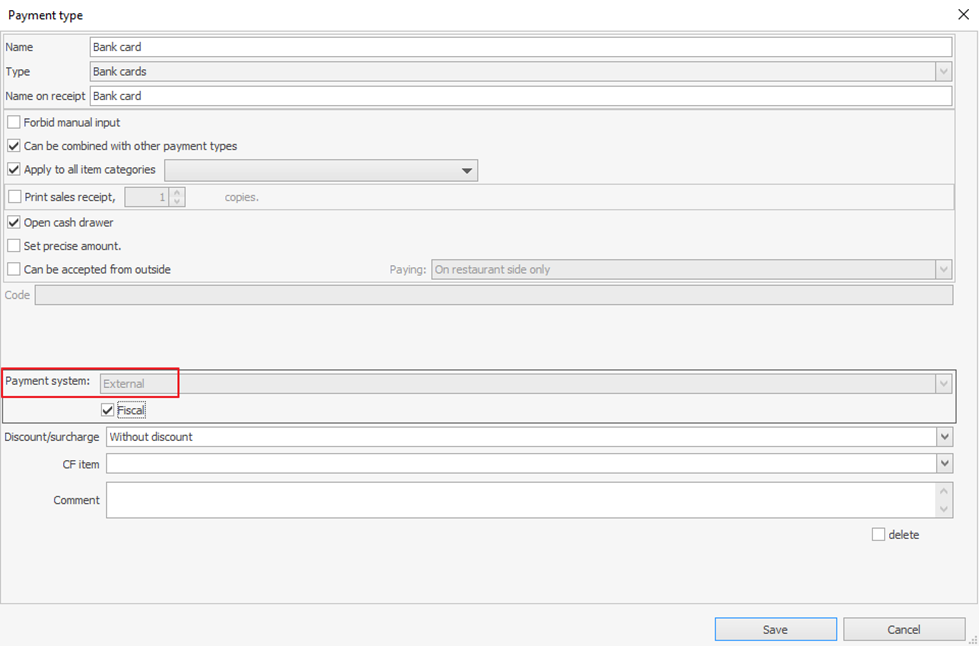 Payment type
Name Bank card
Type Bank cards
Name on receipt Bank card
Forbid manual input
Can be combined with other payment types
Apply to all item categories
Print sales receipt, 1 copies.
Open cash drawer
Set precise amount.
Can be accepted from outside Paying: On restaurant side only
Code
Payment system: External
Fiscal
Discount/surcharge Without discount
CF item
Comment
delete
Save Cancel